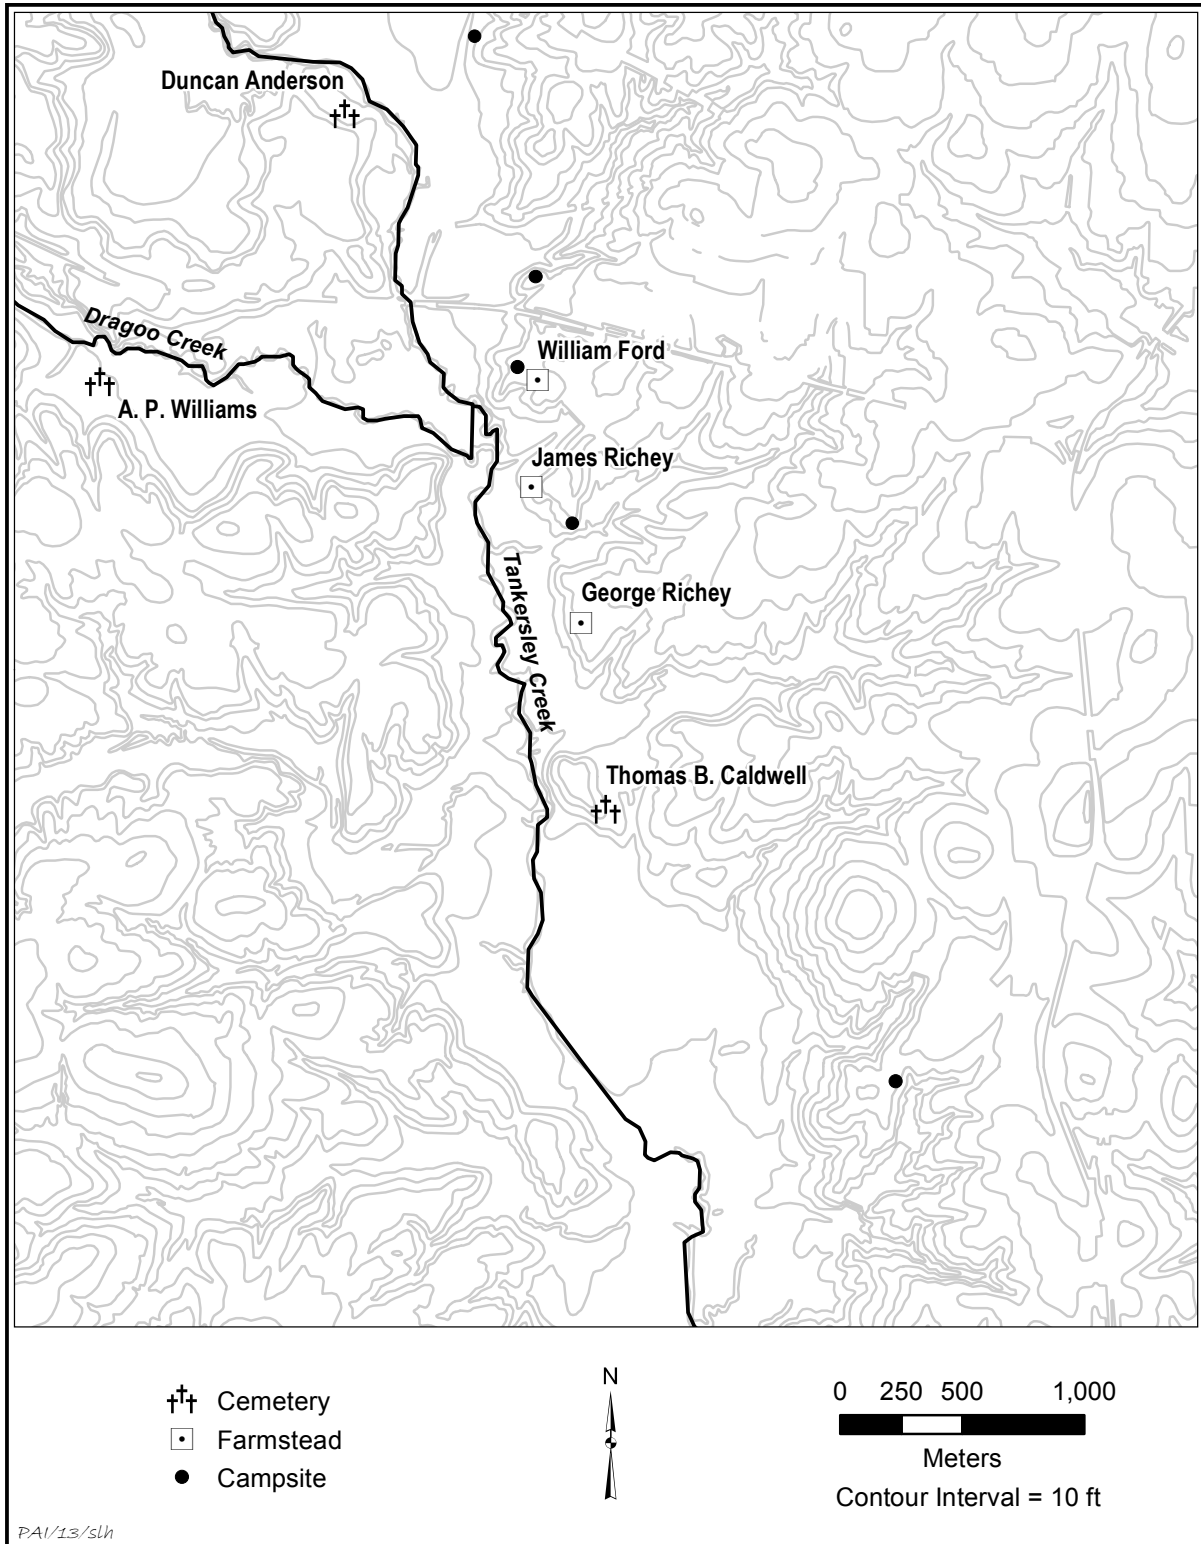 Duncan Anderson
Dragoo Creek
William Ford
A. P. Williams
James Richey
Tankersley Creek
George Richey
Thomas B. Caldwell
N
Cemetery
Farmstead
Campsite
0 250 500 1,000
Meters
Contour Interval = 10 ft
PAI/13/slh